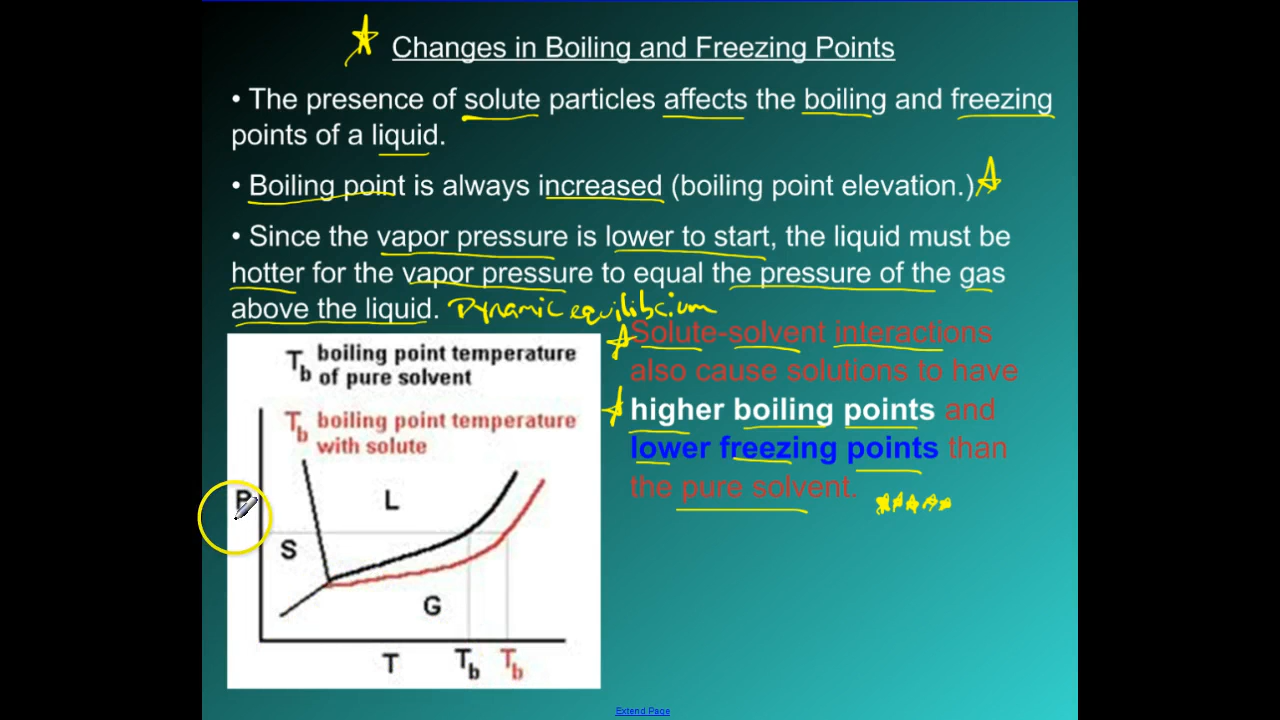 Changes in Boiling and Freezing Points
• The presence of solute particles affects the boiling and freezing
points of a liquid.
• Boiling point is always increased (boiling point elevation.)
• Since the vapor pressure is lower to start, the liquid must be
hotter for the vapor pressure to equal the pressure of the gas
above the liquid. Dynamic equilibrium
Solute-solvent interactions
also cause solutions to have
higher boiling points and
lower freezing points than
the pure solvent.
Tb boiling point temperature
of pure solvent
Tb boiling point temperature
with solute
P
L
S
G
T Tb Tb
Extend Page